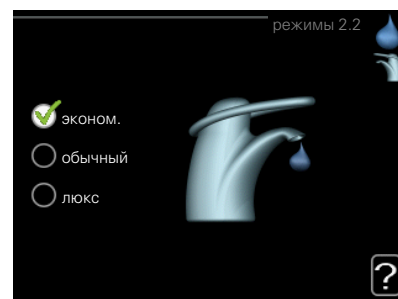 режимы 2.2
эконом.
обычный
люкс
?